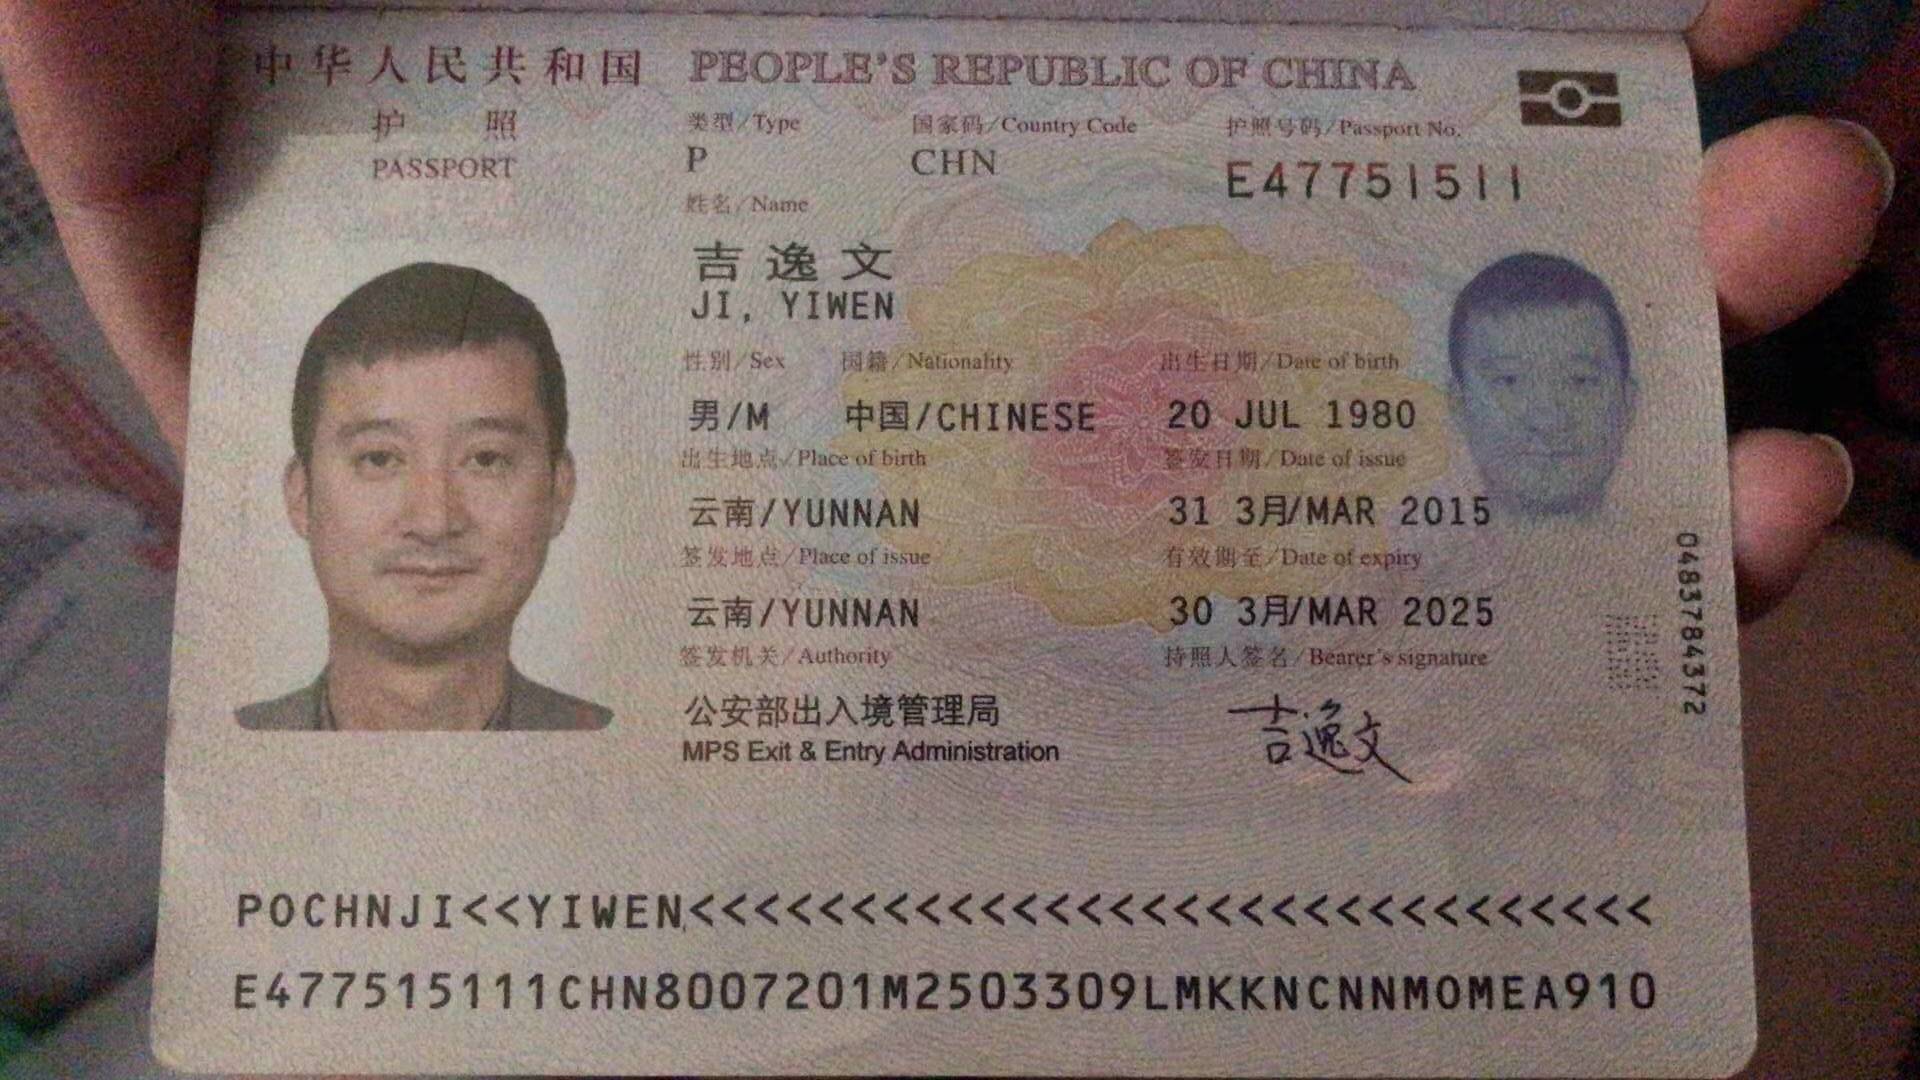 中华人民共和国 PEOPLE'S REPUBLIC OF CHINA
护照 类型/Type 国家码/Country Code 护照号码/Passport No.
PASSPORT P CHN E47751511
姓名/Name
吉逸文
JI, YIWEN
性别/Sex 国籍/Nationality 出生日期/Date of birth
男/M 中国/CHINESE 20 JUL 1980
出生地点/Place of birth 签发日期/Date of issue
云南/YUNNAN 31 3月/MAR 2015
签发地点/Place of issue 有效期至/Date of expiry
云南/YUNNAN 30 3月/MAR 2025
签发机关/Authority 持照人签名/Bearer's signature
公安部出入境管理局 吉逸文
MPS Exit & Entry Administration
0483784372
POCHNJI<<YIWEN<<<<<<<<<<<<<<<<<<<<<<<<<<<<<<
E477515111CHN8007201M2503309LMKKNCNNMOMEA910